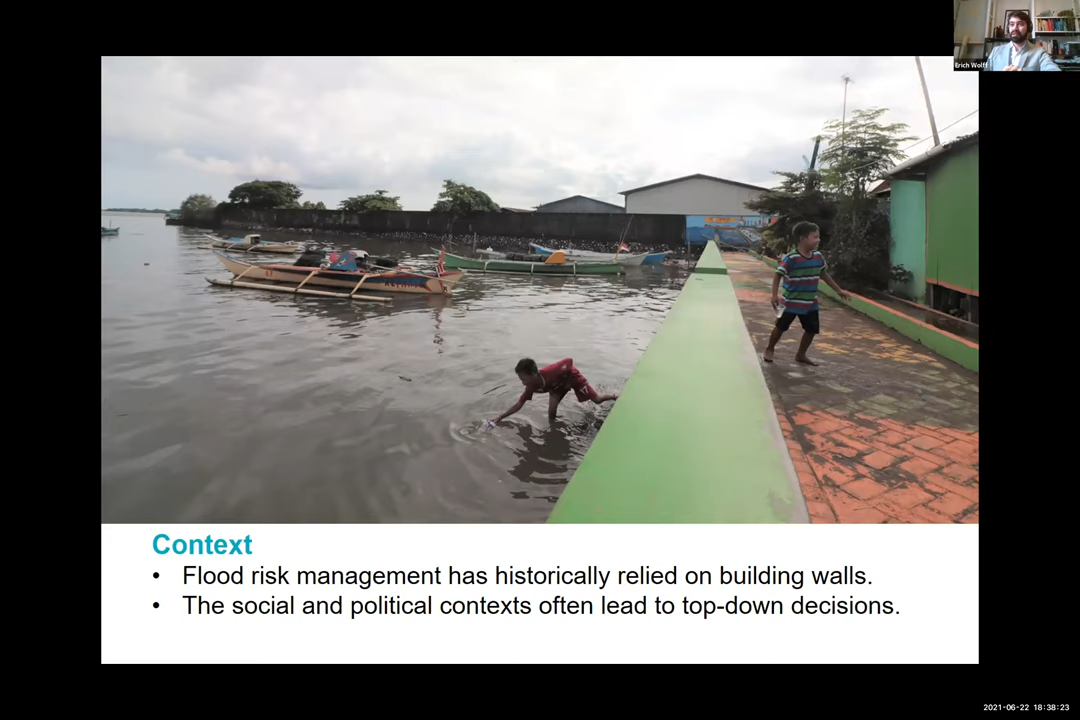 Erich Wolff
Context
• Flood risk management has historically relied on building walls.
• The social and political contexts often lead to top-down decisions.
2021-06-22 18:38:23